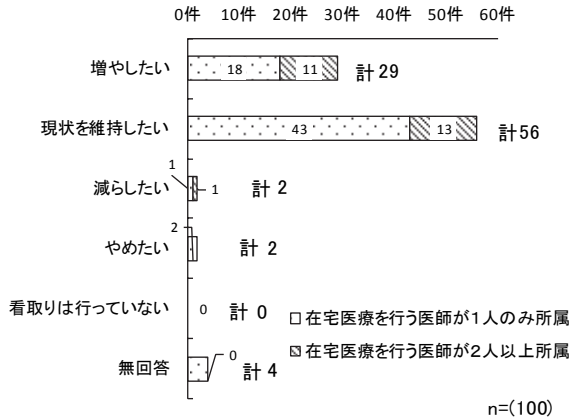 0件 10件 20件 30件 40件 50件 60件
増やしたい 18 11 計29
現状を維持したい 43 13 計56
1
減らしたい 1 計2
2
やめたい 計2
看取りは行っていない 0 計0
□在宅医療を行う医師が1人のみ所属
0
在宅医療を行う医師が2人以上所属
無回答 計4
n=(100)